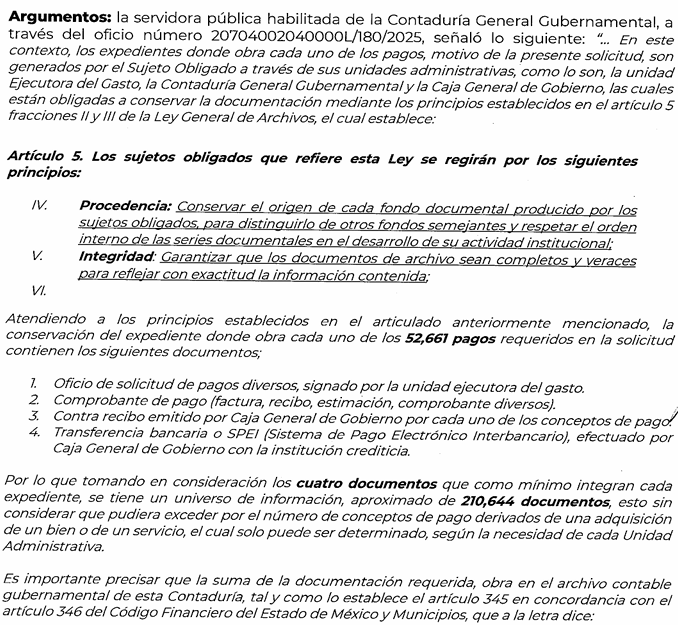 Argumentos: la servidora pública habilitada de la Contaduría General Gubernamental, a
través del oficio número 20704002040000L/180/2025, señaló lo siguiente: "... En este
contexto, los expedientes donde obra cada uno de los pagos, motivo de la presente solicitud, son
generados por el Sujeto Obligado a través de sus unidades administrativas, como lo son, la unidad
Ejecutora del Gasto, la Contaduría General Gubernamental y la Caja General de Gobierno, las cuales
están obligadas a conservar la documentación mediante los principios establecidos en el artículo 5
fracciones II y III de la Ley General de Archivos, el cual establece:
Artículo 5. Los sujetos obligados que refiere esta Ley se regirán por los siguientes
principios:
IV. Procedencia: Conservar el origen de cada fondo documental producido por los
sujetos obligados, para distinguirlo de otros fondos semejantes y respetar el orden
interno de las series documentales en el desarrollo de su actividad institucional;
V. Integridad: Garantizar que los documentos de archivo sean completos y veraces
para reflejar con exactitud la información contenida;
VI.
Atendiendo a los principios establecidos en el articulado anteriormente mencionado, la
conservación del expediente donde obra cada uno de los 52,661 pagos requeridos en la solicitud
contienen los siguientes documentos;
1. Oficio de solicitud de pagos diversos, signado por la unidad ejecutora del gasto.
2. Comprobante de pago (factura, recibo, estimación, comprobante diversos).
3. Contra recibo emitido por Caja General de Gobierno por cada uno de los conceptos de pago.
4. Transferencia bancaria o SPEI (Sistema de Pago Electrónico Interbancario), efectuado por
Caja General de Gobierno con la institución crediticia.
Por lo que tomando en consideración los cuatro documentos que como mínimo integran cada
expediente, se tiene un universo de información, aproximado de 210,644 documentos, esto sin
considerar que pudiera exceder por el número de conceptos de pago derivados de una adquisición
de un bien o de un servicio, el cual solo puede ser determinado, según la necesidad de cada Unidad
Administrativa.
Es importante precisar que la suma de la documentación requerida, obra en el archivo contable
gubernamental de esta Contaduría, tal y como lo establece el artículo 345 en concordancia con el
artículo 346 del Código Financiero del Estado de México y Municipios, que a la letra dice: